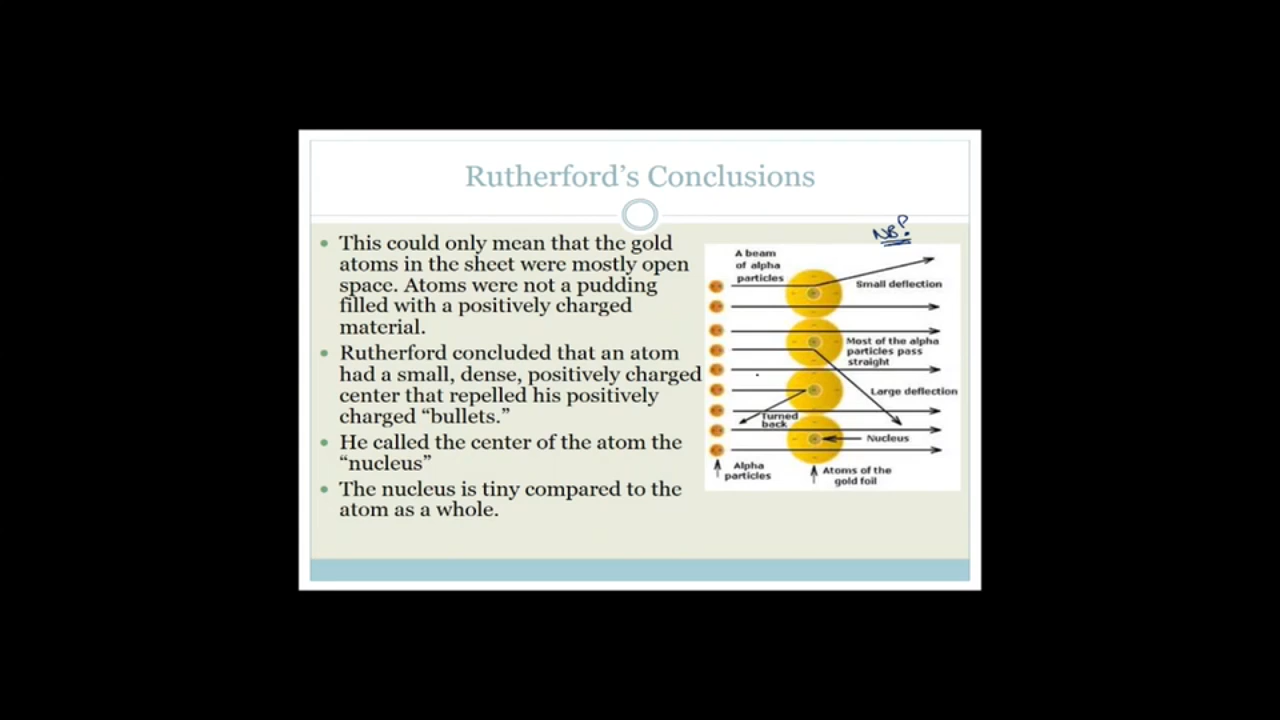 Rutherford's Conclusions
• This could only mean that the gold
atoms in the sheet were mostly open
space. Atoms were not a pudding
filled with a positively charged
material.
• Rutherford concluded that an atom
had a small, dense, positively charged
center that repelled his positively
charged “bullets.”
• He called the center of the atom the
“nucleus”
• The nucleus is tiny compared to the
atom as a whole.
NB?
A beam
of alpha
particles
Small deflection
Most of the alpha
particles pass
straight
Large deflection
Turned
back
Nucleus
Alpha
particles
Atoms of the
gold foil